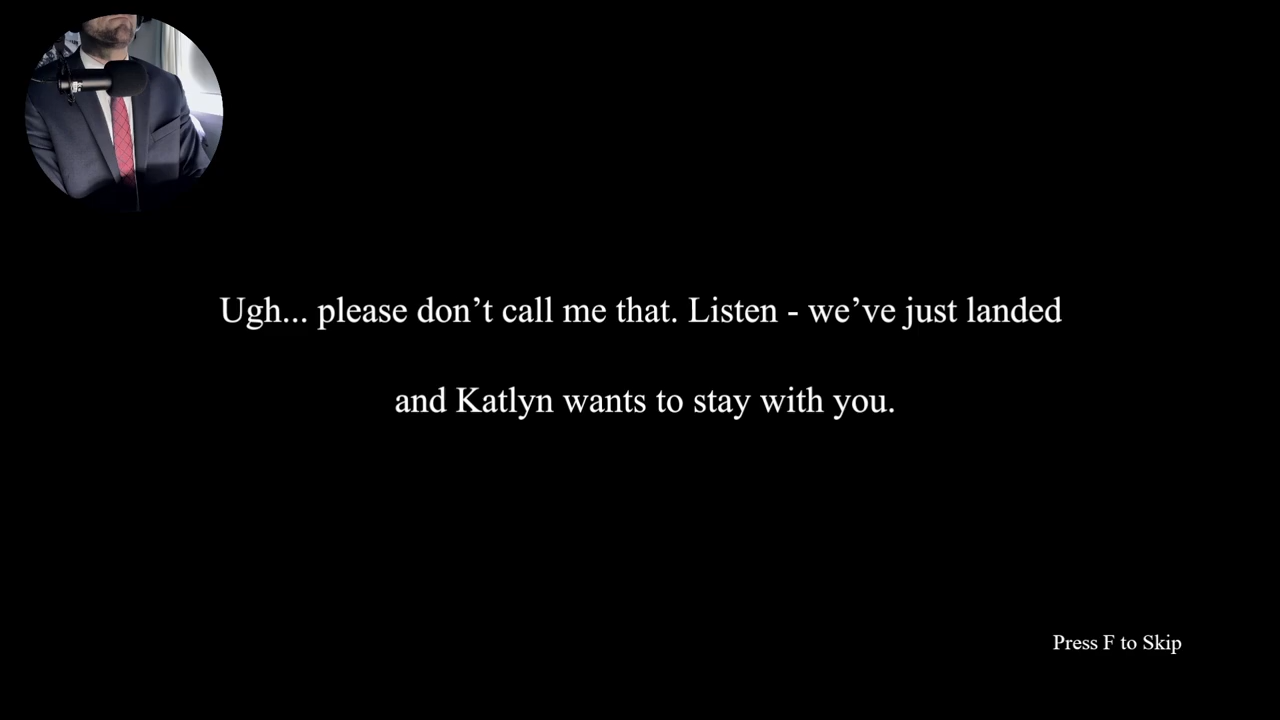 Ugh... please don’t call me that. Listen - we’ve just landed
and Katlyn wants to stay with you.
Press F to Skip